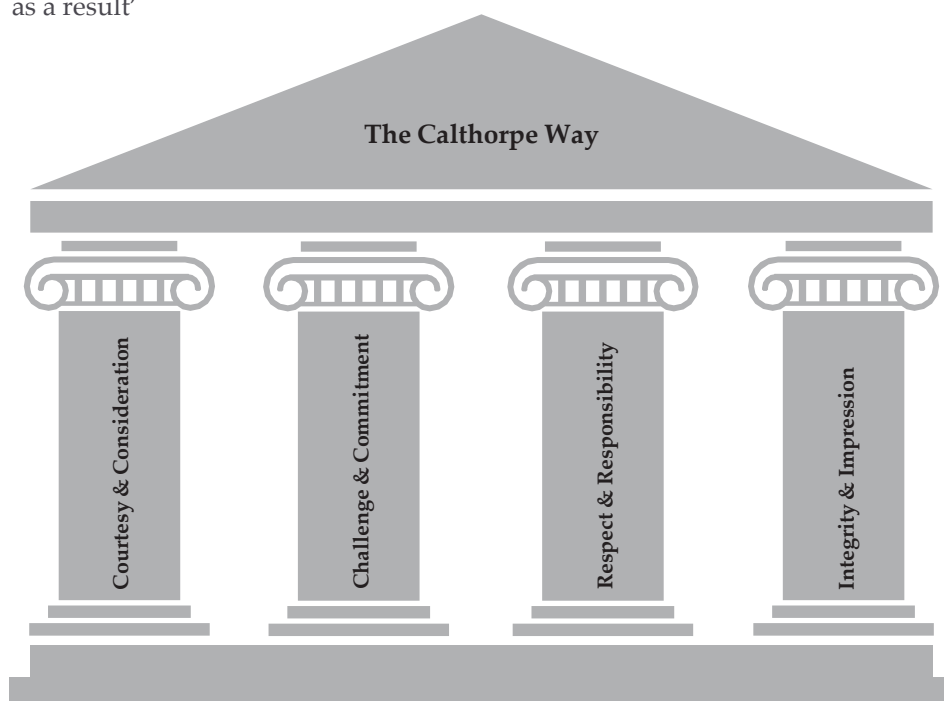 as a result’
The Calthorpe Way
Courtesy & Consideration
Challenge & Commitment
Respect & Responsibility
Integrity & Impression